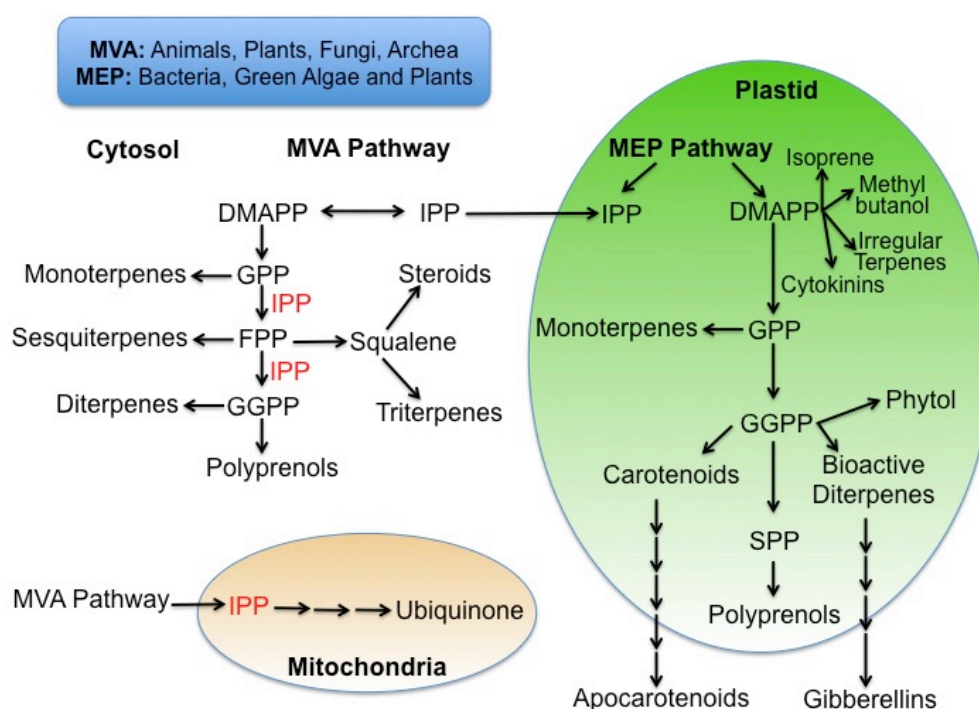 MVA: Animals, Plants, Fungi, Archea
MEP: Bacteria, Green Algae and Plants
Plastid
Cytosol
MVA Pathway
MEP Pathway
Isoprene
Methyl
butanol
DMAPP
IPP
IPP
DMAPP
Irregular
Terpenes
Cytokinins
Monoterpenes
GPP
Steroids
IPP
Sesquiterpenes
FPP
Squalene
Monoterpenes
GPP
IPP
Diterpenes
GGPP
Triterpenes
Phytol
GGPP
Polyprenols
Carotenoids
Bioactive
Diterpenes
SPP
MVA Pathway
IPP
Ubiquinone
Polyprenols
Mitochondria
Apocarotenoids
Gibberellins